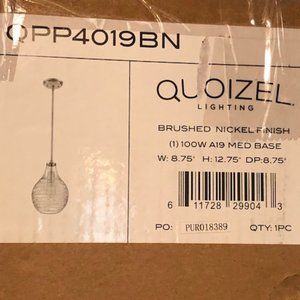 QPP4019BN
QUOIZEL.
LIGHTING
BRUSHED NICKEL FINISH
(1) 100W A19 MED BASE
W: 8.75' H: 12.75' DP:8.75'
6 11728 29904 3
PO: PUR018389 QTY: 1PC